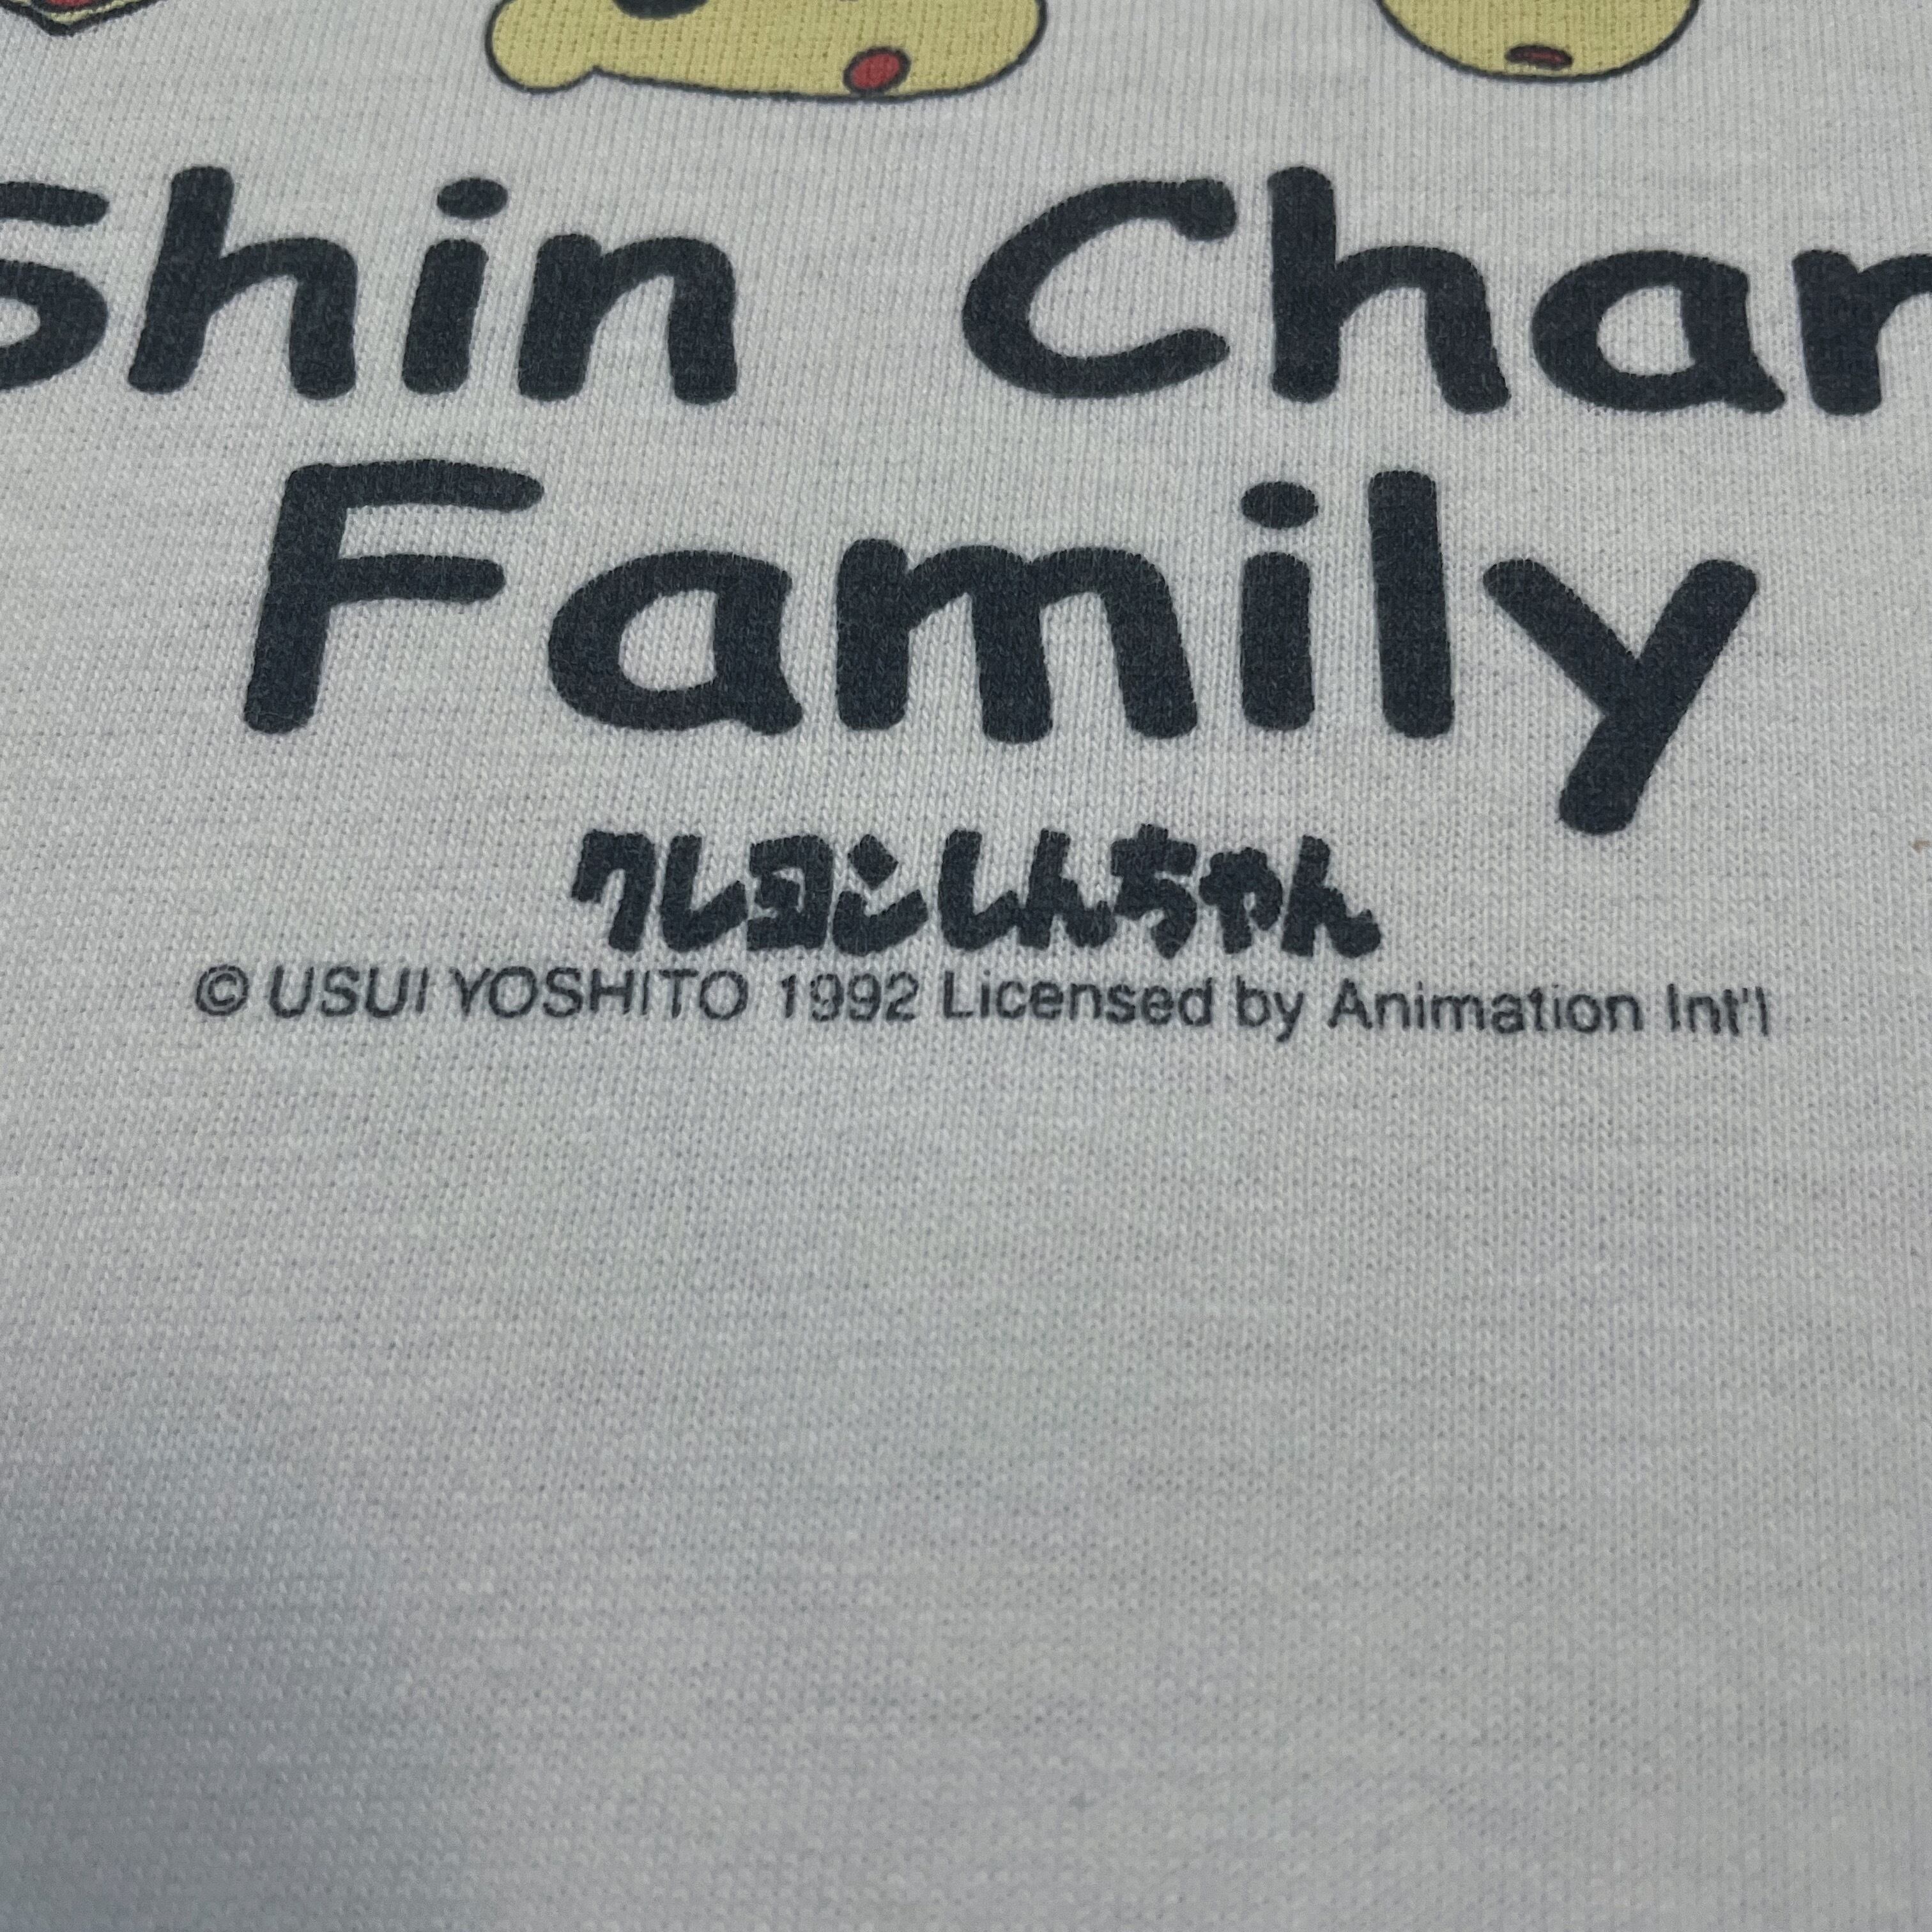 Shin Chan
Family
クレヨンしんちゃん
© USUI YOSHITO 1992 Licensed by Animation Int'l